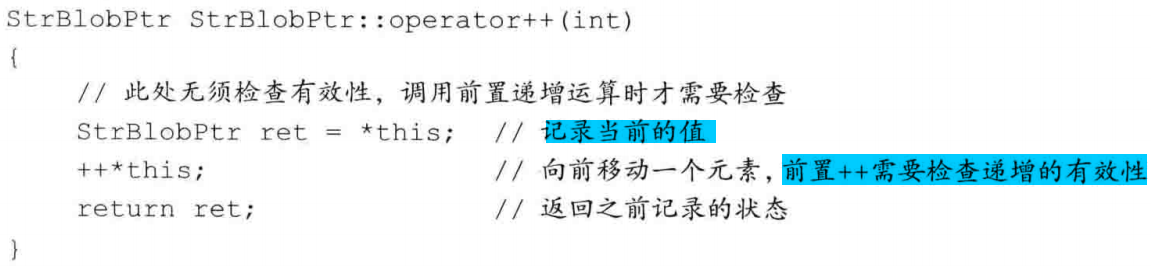 StrBlobPtr StrBlobPtr::operator++(int)
{
// 此处无须检查有效性，调用前置递增运算时才需要检查
StrBlobPtr ret = *this; // 记录当前的值
++*this; // 向前移动一个元素，前置++需要检查递增的有效性
return ret; // 返回之前记录的状态
}